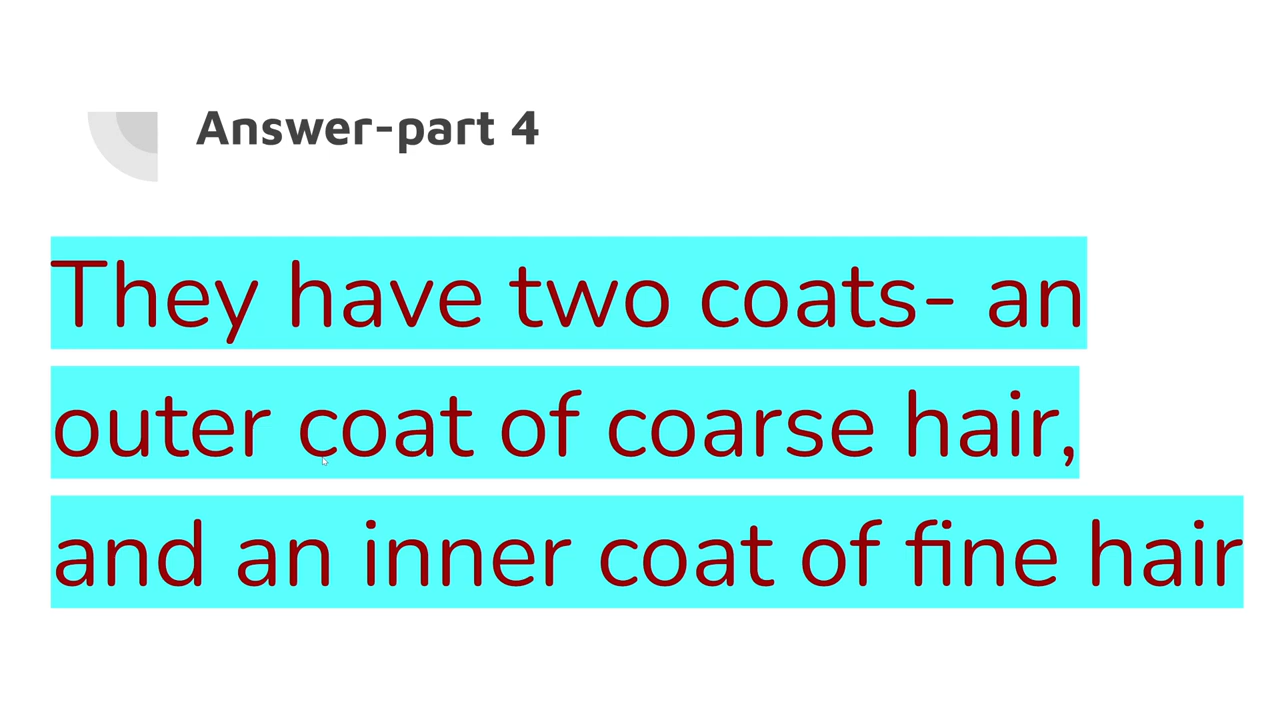 Answer-part 4
They have two coats- an
outer coat of coarse hair,
and an inner coat of fine hair